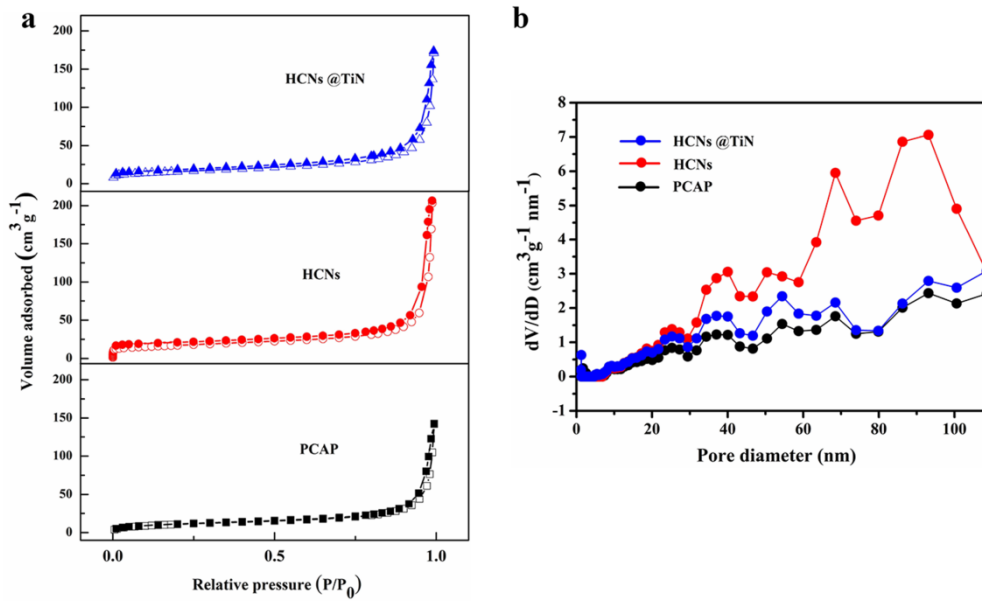 a
200
150
100
50
0
HCNs @TiN
200
150
100
50
0
HCNs
200
150
100
50
0
PCAP
0.0 0.5 1.0
Volume adsorbed (cm³g⁻¹)
Relative pressure (P/P₀)
b
8
7
6
5
4
3
2
1
0
-1
HCNs @TiN
HCNs
PCAP
0 20 40 60 80 100
dV/dD (cm³g⁻¹ nm⁻¹)
Pore diameter (nm)